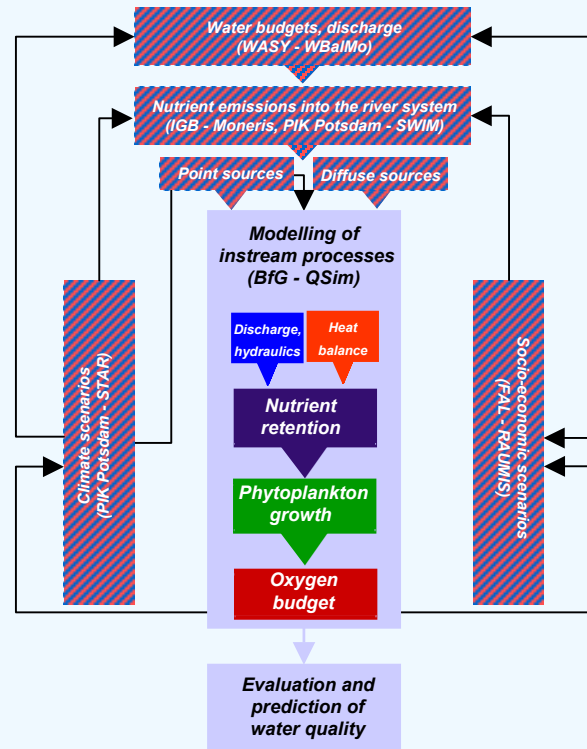 Water budgets, discharge
(WASY - WBalMo)
Nutrient emissions into the river system
(IGB - Moneris, PIK Potsdam - SWIM)
Point sources
Diffuse sources
Modelling of
instream processes
(BfG - QSim)
Discharge,
hydraulics
Heat
balance
Nutrient
retention
Phytoplankton
growth
Oxygen
budget
Climate scenarios
(PIK Potsdam - STAR)
Socio-economic scenarios
(FAL - RAUMIS)
Evaluation and
prediction of
water quality